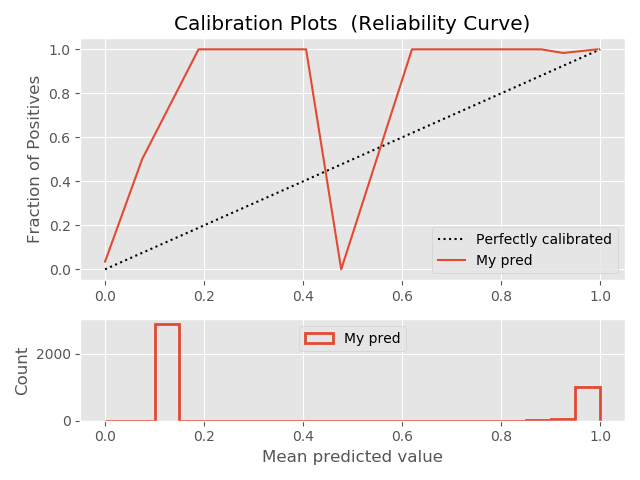 Calibration Plots  (Reliability Curve)
Fraction of Positives
1.0
0.8
0.6
0.4
0.2
0.0
Perfectly calibrated
My pred
0.0 0.2 0.4 0.6 0.8 1.0
Count
2000
0
My pred
0.0 0.2 0.4 0.6 0.8 1.0
Mean predicted value